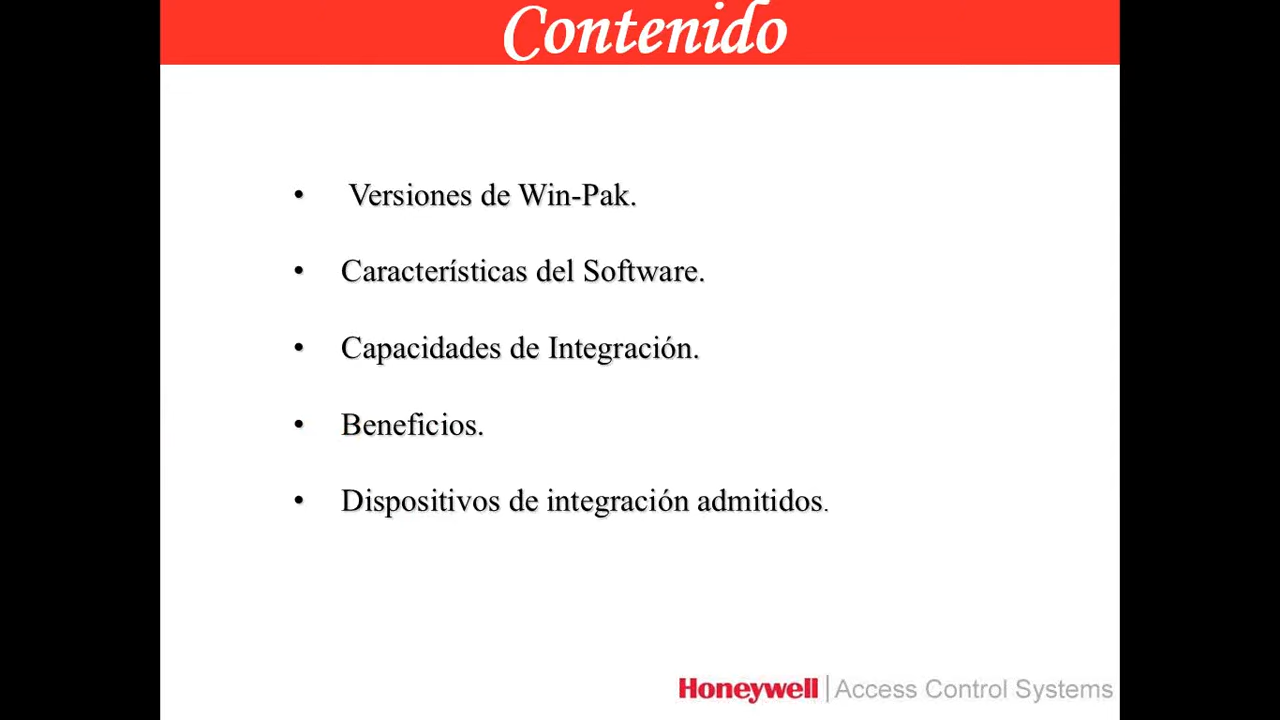 Contenido
• Versiones de Win-Pak.
• Características del Software.
• Capacidades de Integración.
• Beneficios.
• Dispositivos de integración admitidos.
Honeywell | Access Control Systems